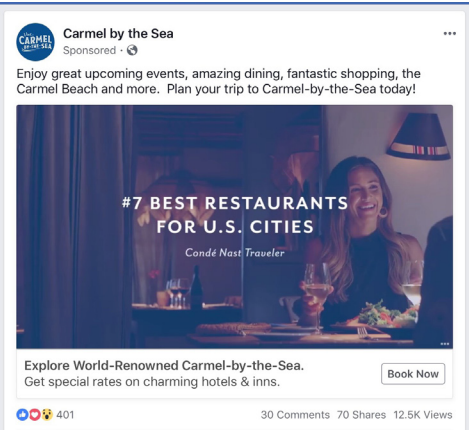 the
CARMEL
BY-THE-SEA
Carmel by the Sea
Sponsored ·
Enjoy great upcoming events, amazing dining, fantastic shopping, the
Carmel Beach and more. Plan your trip to Carmel-by-the-Sea today!
#7 BEST RESTAURANTS
FOR U.S. CITIES
Condé Nast Traveler
Explore World-Renowned Carmel-by-the-Sea.
Get special rates on charming hotels & inns.
Book Now
401
30 Comments 70 Shares 12.5K Views